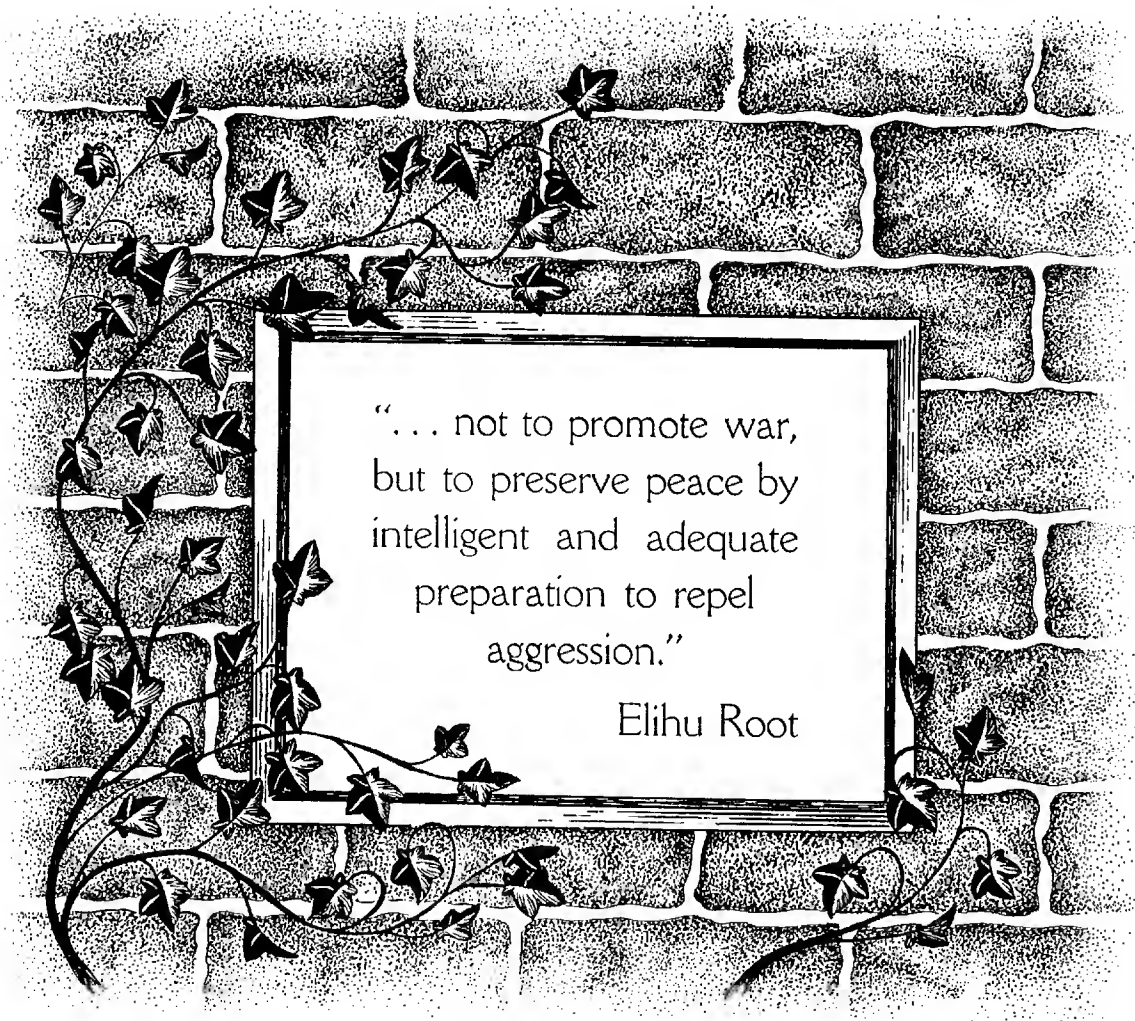 “... not to promote war,
but to preserve peace by
intelligent and adequate
preparation to repel
aggression.”
Elihu Root